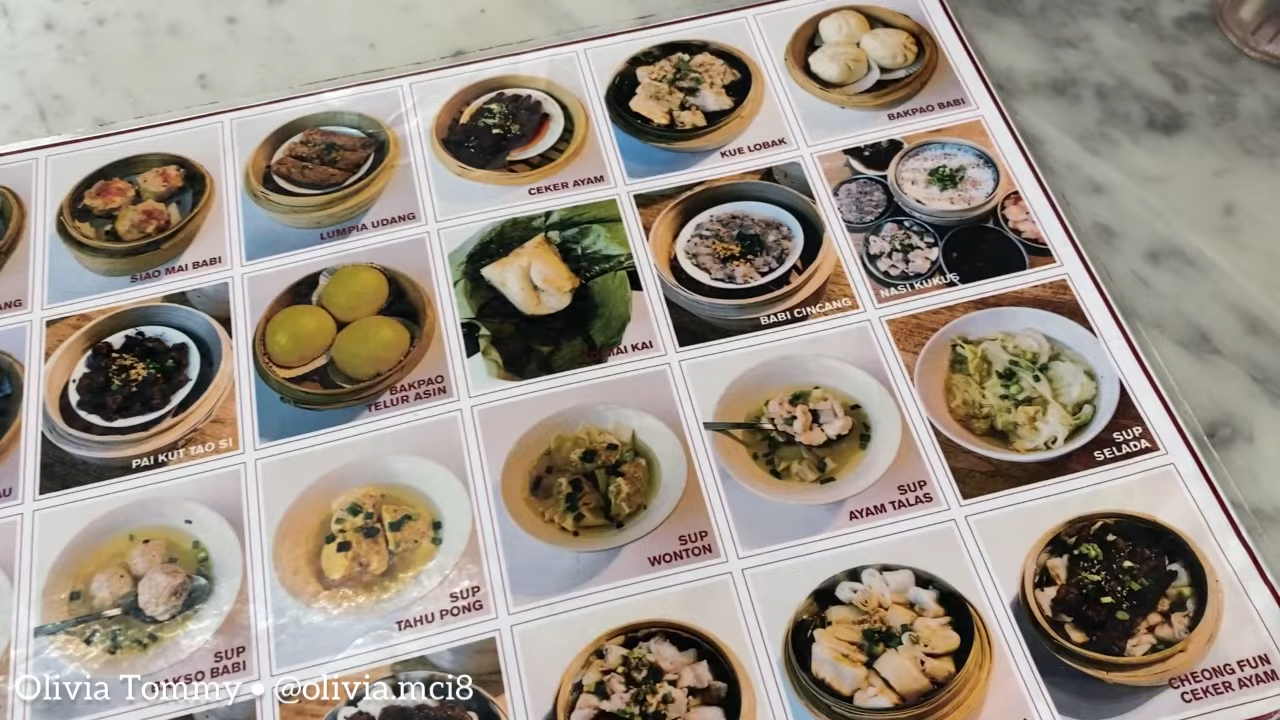 BAKPAO BABI
KUE LOBAK
CEKER AYAM
LUMPIA UDANG
SIAO MAI BABI
NASI KUKUS
BABI CINCANG
MAI KAI
BAKPAO
TELUR ASIN
PAI KUT TAO SI
SUP
SELADA
SUP
AYAM TALAS
SUP
WONTON
SUP
TAHU PONG
SUP
CHEONG FUN
CEKER AYAM
Olivia Tommy • @olivia.mci8